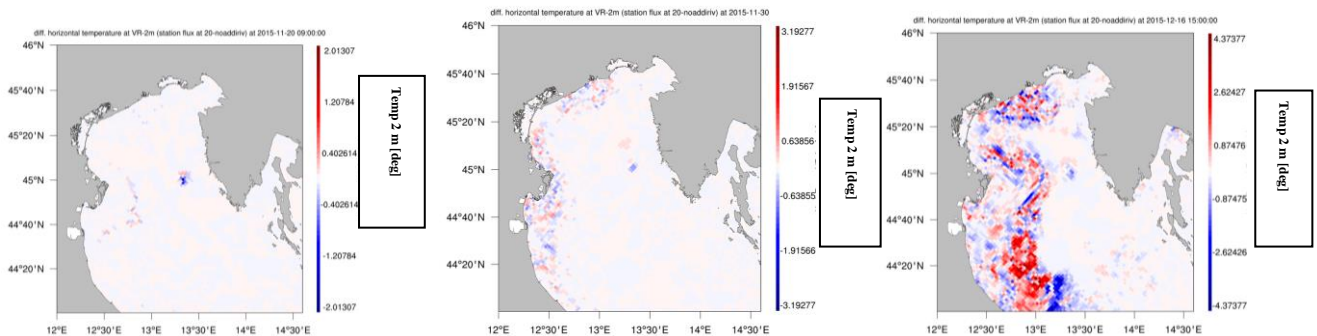 diff. horizontal temperature at VR-2m (station flux at 20-noaddiriv) at 2015-11-20 09:00:00
46°N
45°40'N
45°20'N
45°N
44°40'N
44°20'N
12°E
12°30'E
13°E
13°30'E
14°E
14°30'E
2.01307
1.20784
0.402614
-0.402614
-1.20784
-2.01307
Temp 2 m [deg]
diff. horizontal temperature at VR-2m (station flux at 20-noaddiriv) at 2015-11-30
46°N
45°40'N
45°20'N
45°N
44°40'N
44°20'N
12°E
12°30'E
13°E
13°30'E
14°E
14°30'E
3.19277
1.91566
0.63855
-0.63855
-1.91566
-3.19277
Temp 2 m [deg]
diff. horizontal temperature at VR-2m (station flux at 20-noaddiriv) at 2015-12-16 15:00:00
46°N
45°40'N
45°20'N
45°N
44°40'N
44°20'N
12°E
12°30'E
13°E
13°30'E
14°E
14°30'E
4.37377
2.62427
0.87476
-0.87475
-2.62426
-4.37377
Temp 2 m [deg]